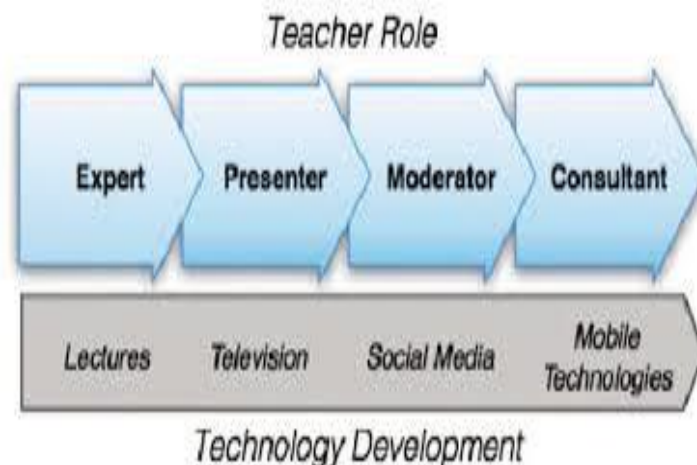 Teacher Role
Expert
Presenter
Moderator
Consultant
Lectures
Television
Social Media
Mobile
Technologies
Technology Development